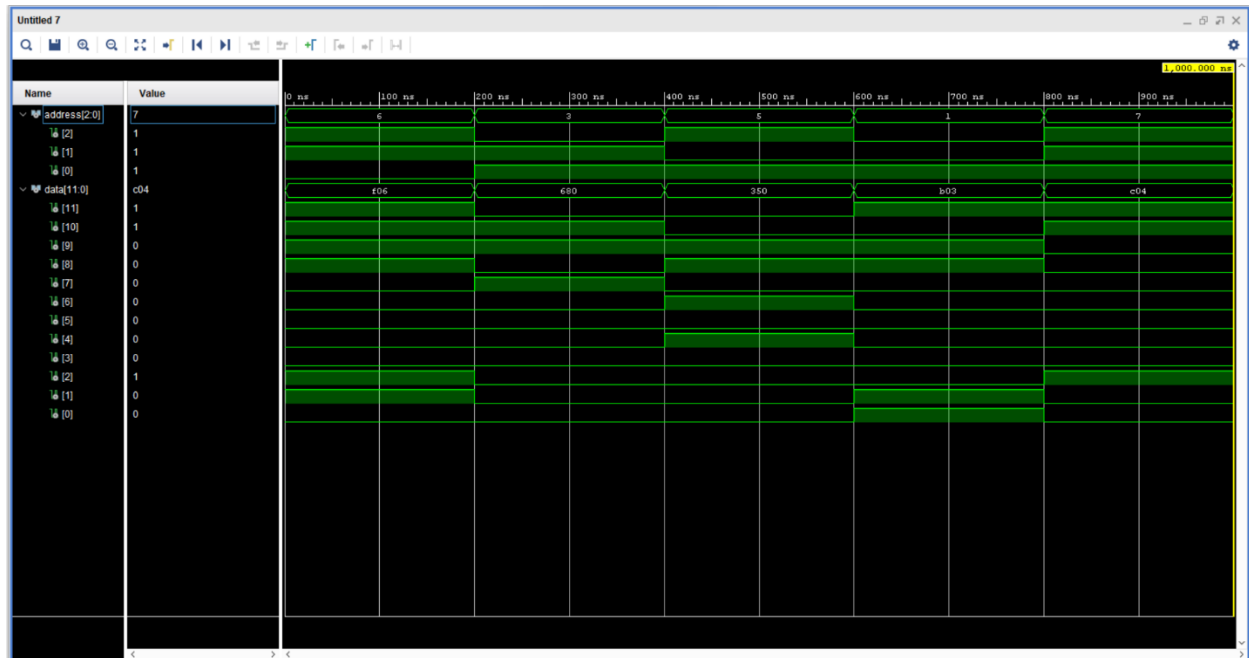 Untitled 7
1,000.000 ns
Name Value
0 ns 100 ns 200 ns 300 ns 400 ns 500 ns 600 ns 700 ns 800 ns 900 ns
address[2:0] 7 6 3 5 1 7
[2] 1
[1] 1
[0] 1
data[11:0] c04 f06 680 350 b03 c04
[11] 1
[10] 1
[9] 0
[8] 0
[7] 0
[6] 0
[5] 0
[4] 0
[3] 0
[2] 1
[1] 0
[0] 0